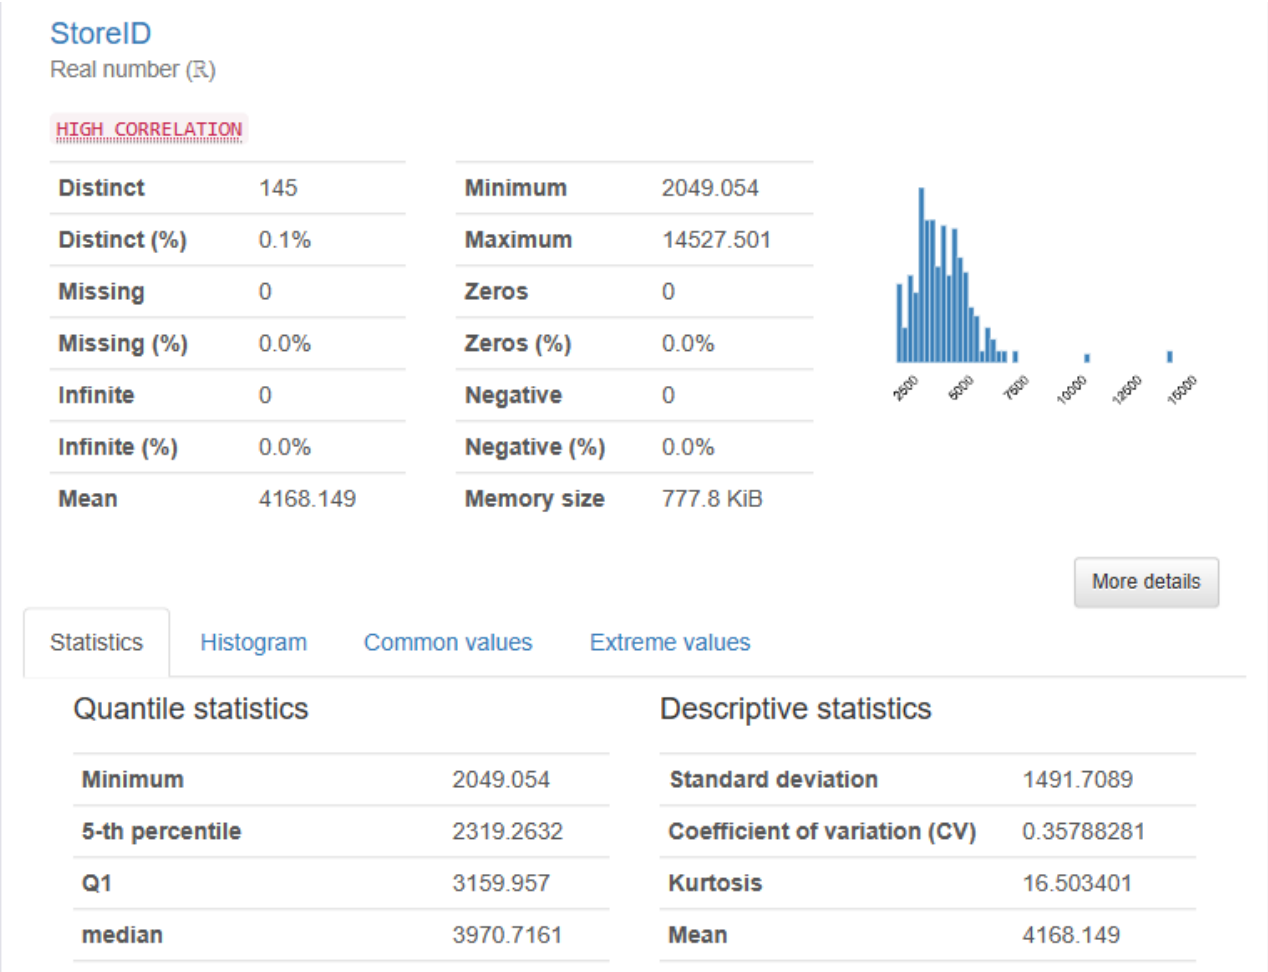 StoreID
Real number (ℝ)
HIGH CORRELATION
Distinct 145
Distinct (%) 0.1%
Missing 0
Missing (%) 0.0%
Infinite 0
Infinite (%) 0.0%
Mean 4168.149
Minimum 2049.054
Maximum 14527.501
Zeros 0
Zeros (%) 0.0%
Negative 0
Negative (%) 0.0%
Memory size 777.8 KiB
2500 5000 7500 10000 12500 15000
More details
Statistics Histogram Common values Extreme values
Quantile statistics
Minimum 2049.054
5-th percentile 2319.2632
Q1 3159.957
median 3970.7161
Descriptive statistics
Standard deviation 1491.7089
Coefficient of variation (CV) 0.35788281
Kurtosis 16.503401
Mean 4168.149